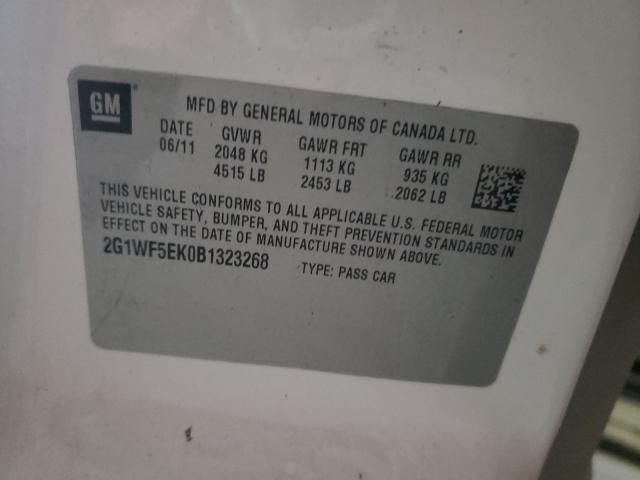 GM ®
MFD BY GENERAL MOTORS OF CANADA LTD.
DATE GVWR GAWR FRT GAWR RR
06/11 2048 KG 1113 KG 935 KG
4515 LB 2453 LB 2062 LB
THIS VEHICLE CONFORMS TO ALL APPLICABLE U.S. FEDERAL MOTOR
VEHICLE SAFETY, BUMPER, AND THEFT PREVENTION STANDARDS IN
EFFECT ON THE DATE OF MANUFACTURE SHOWN ABOVE.
2G1WF5EK0B1323268 TYPE: PASS CAR